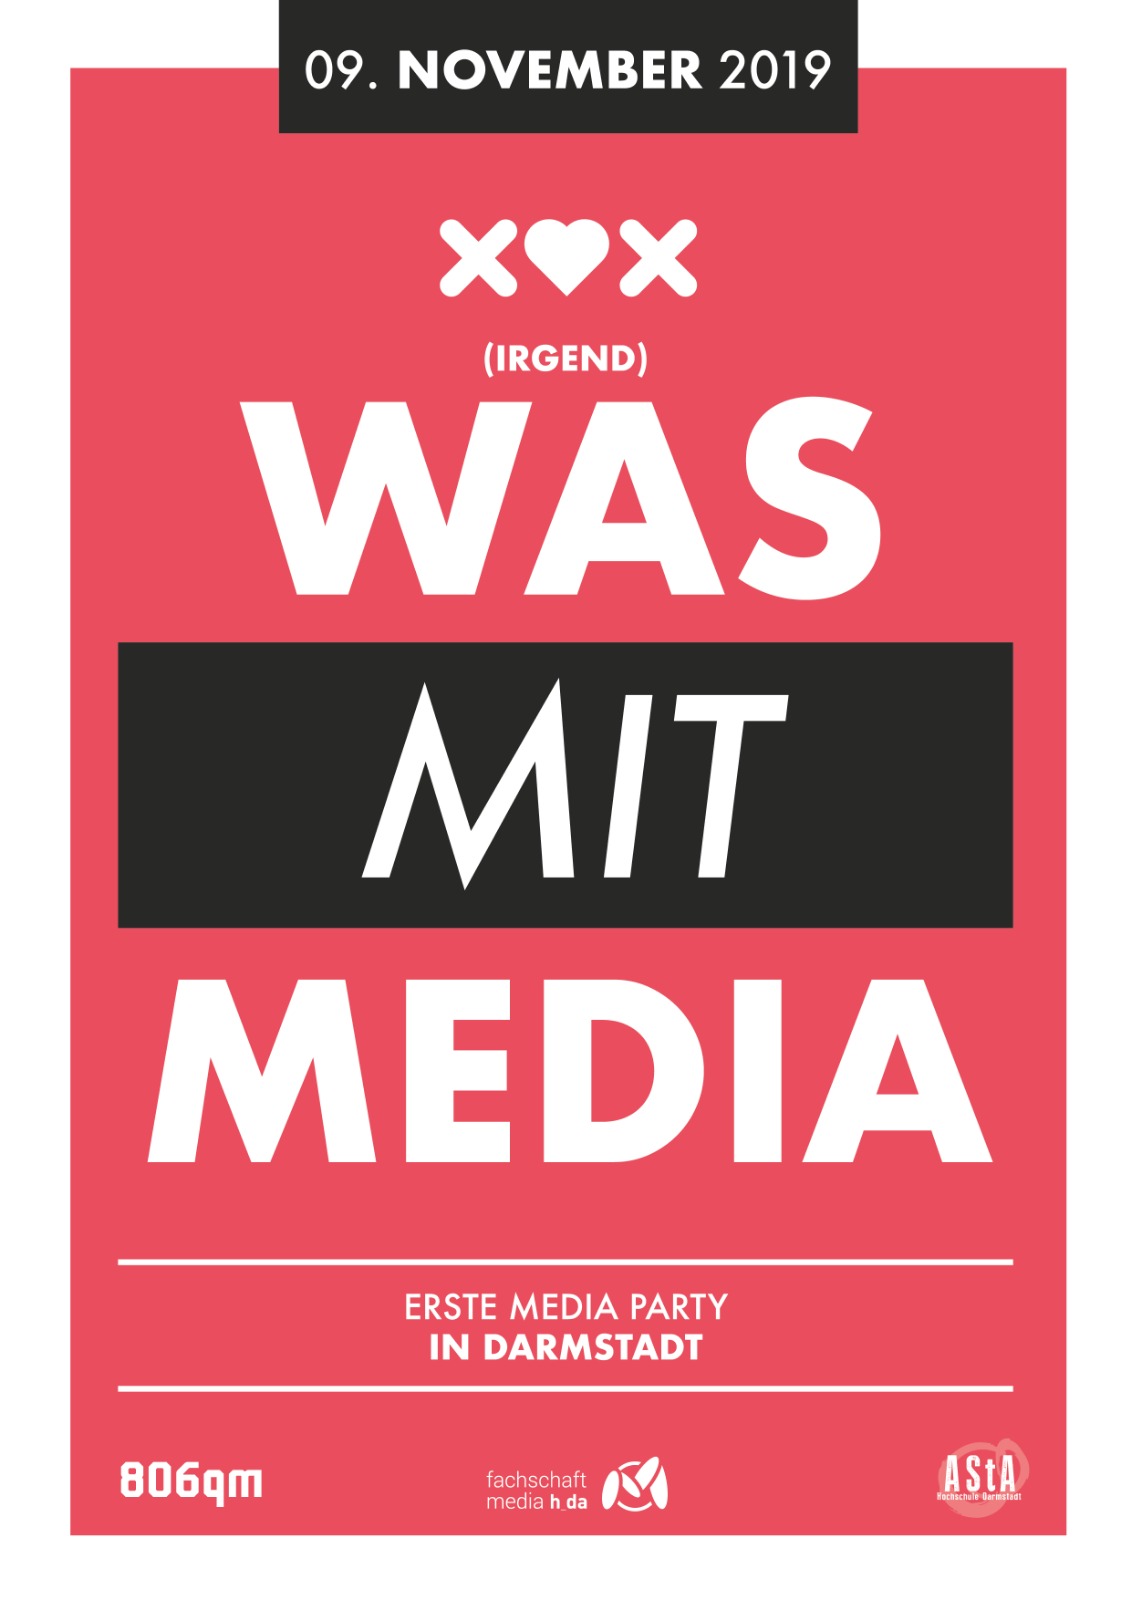 09. NOVEMBER 2019
(IRGEND)
WAS
MIT
MEDIA
ERSTE MEDIA PARTY
IN DARMSTADT
806qm
fachschaft
media h_da
AStA
Hochschule Darmstadt